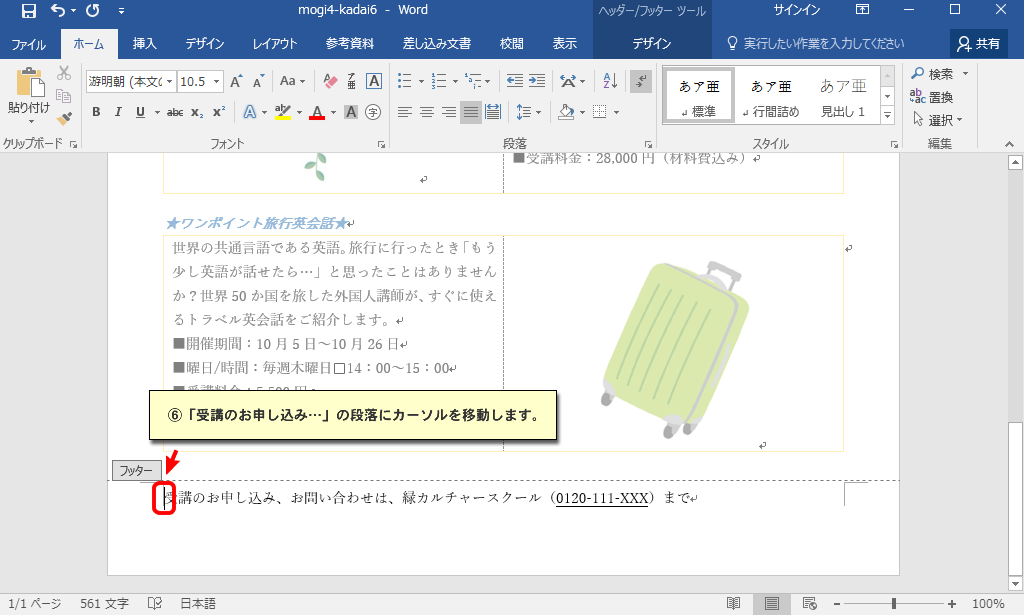 mogi4-kadai6 - Word
ヘッダー/フッター ツール
サインイン
ファイル ホーム 挿入 デザイン レイアウト 参考資料 差し込み文書 校閲 表示 デザイン 実行したい作業を入力してください 共有
貼り付け
游明朝 (本文の 10.5
B I U abc x₂ x²
Aa
あア亜 あア亜 あア亜
↲標準 ↲行間詰め 見出し 1
検索
置換
選択
クリップボード フォント 段落 スタイル 編集
■受講料金：28,000 円（材料費込み）↲
★ワンポイント旅行英会話★↲
世界の共通言語である英語。旅行に行ったとき「もう
少し英語が話せたら…」と思ったことはありません
か？世界 50 か国を旅した外国人講師が、すぐに使え
るトラベル英会話をご紹介します。↲
■開催期間：10 月 5 日～10 月 26 日↲
■曜日/時間：毎週木曜日□14：00～15：00↲
■受講料金：5,500 円↲
⑥「受講のお申し込み…」の段落にカーソルを移動します。
フッター
受講のお申し込み、お問い合わせは、緑カルチャースクール（0120-111-XXX）まで↲
1/1 ページ 561 文字 日本語 100%